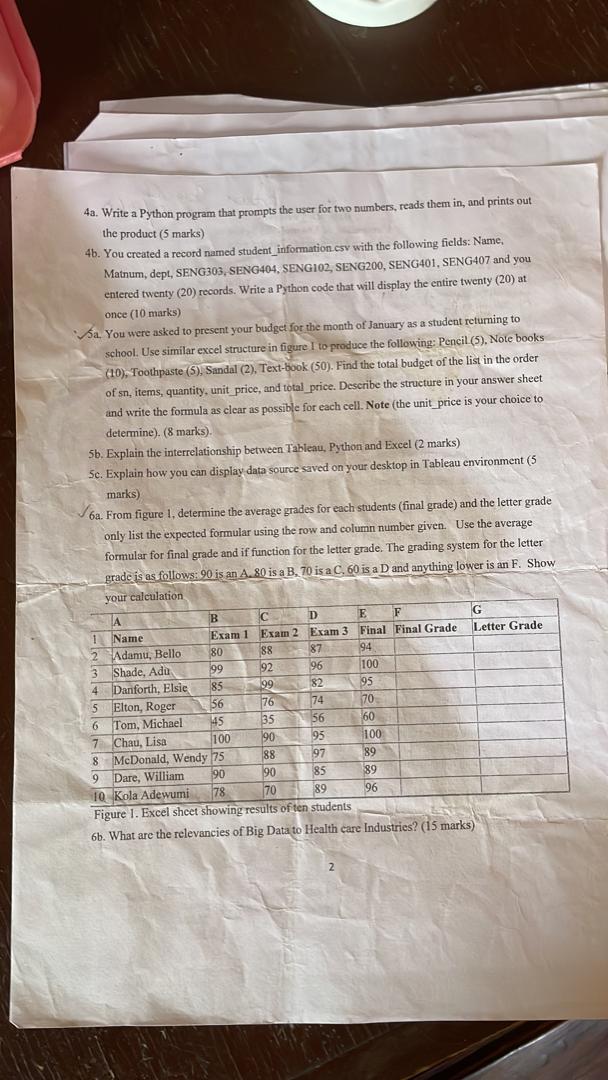 4a. Write a Python program that prompts the user for two numbers, reads them in, and prints out
the product (5 marks)
4b. You created a record named student_information.csv with the following fields: Name,
Matnum, dept, SENG303, SENG404, SENG102, SENG200, SENG401, SENG407 and you
entered twenty (20) records. Write a Python code that will display the entire twenty (20) at
once (10 marks)
5a. You were asked to present your budget for the month of January as a student returning to
school. Use similar excel structure in figure 1 to produce the following: Pencil (5), Note books
(10), Toothpaste (5), Sandal (2), Text-book (50). Find the total budget of the list in the order
of sn, items, quantity, unit_price, and total_price. Describe the structure in your answer sheet
and write the formula as clear as possible for each cell. Note (the unit_price is your choice to
determine). (8 marks).
5b. Explain the interrelationship between Tableau, Python and Excel (2 marks)
5c. Explain how you can display data source saved on your desktop in Tableau environment (5
marks)
6a. From figure 1, determine the average grades for each students (final grade) and the letter grade
only list the expected formular using the row and column number given. Use the average
formular for final grade and if function for the letter grade. The grading system for the letter
grade is as follows: 90 is an A, 80 is a B, 70 is a C, 60 is a D and anything lower is an F. Show
your calculation
A B C D E F G
1 Name Exam 1 Exam 2 Exam 3 Final Final Grade Letter Grade
2 Adamu, Bello 80 88 87 94
3 Shade, Adu 99 92 96 100
4 Danforth, Elsie 85 99 82 95
5 Elton, Roger 56 76 74 70
6 Tom, Michael 45 35 56 60
7 Chau, Lisa 100 90 95 100
8 McDonald, Wendy 75 88 97 89
9 Dare, William 90 90 85 89
10 Kola Adewumi 78 70 89 96
Figure 1. Excel sheet showing results of ten students
6b. What are the relevancies of Big Data to Health care Industries? (15 marks)
2